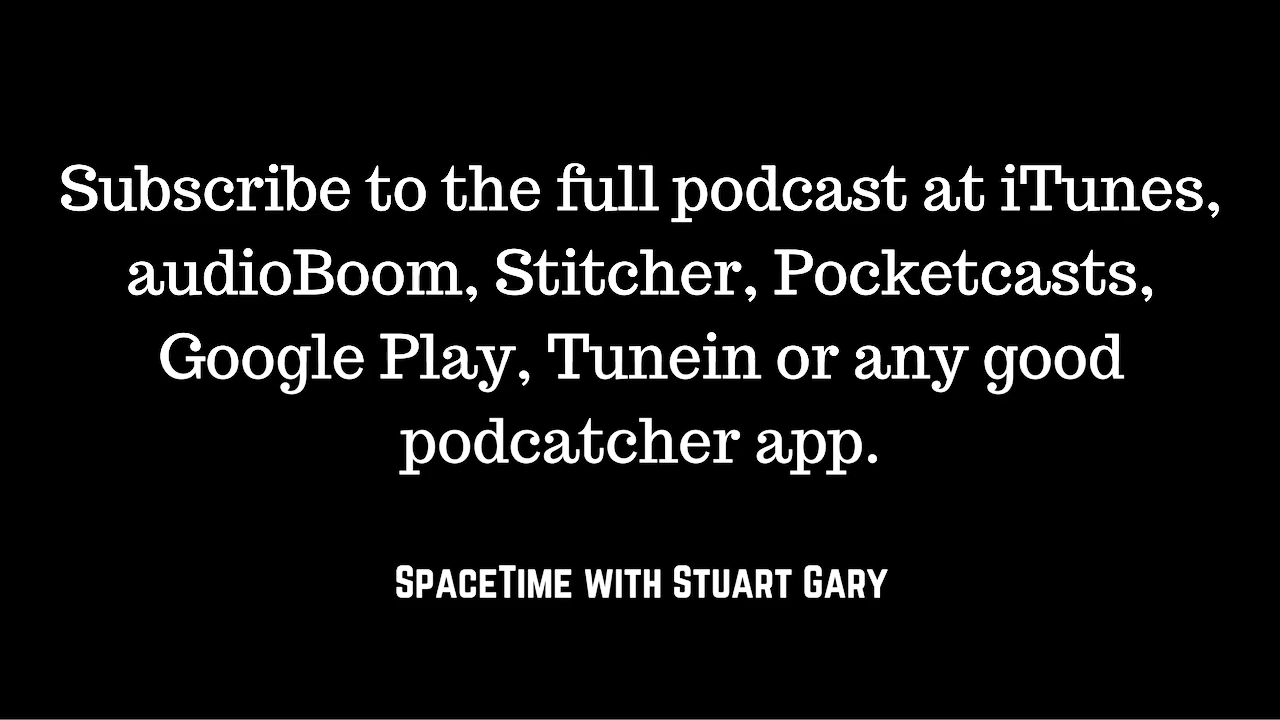 Subscribe to the full podcast at iTunes,
audioBoom, Stitcher, Pocketcasts,
Google Play, Tunein or any good
podcatcher app.
SpaceTime with Stuart Gary